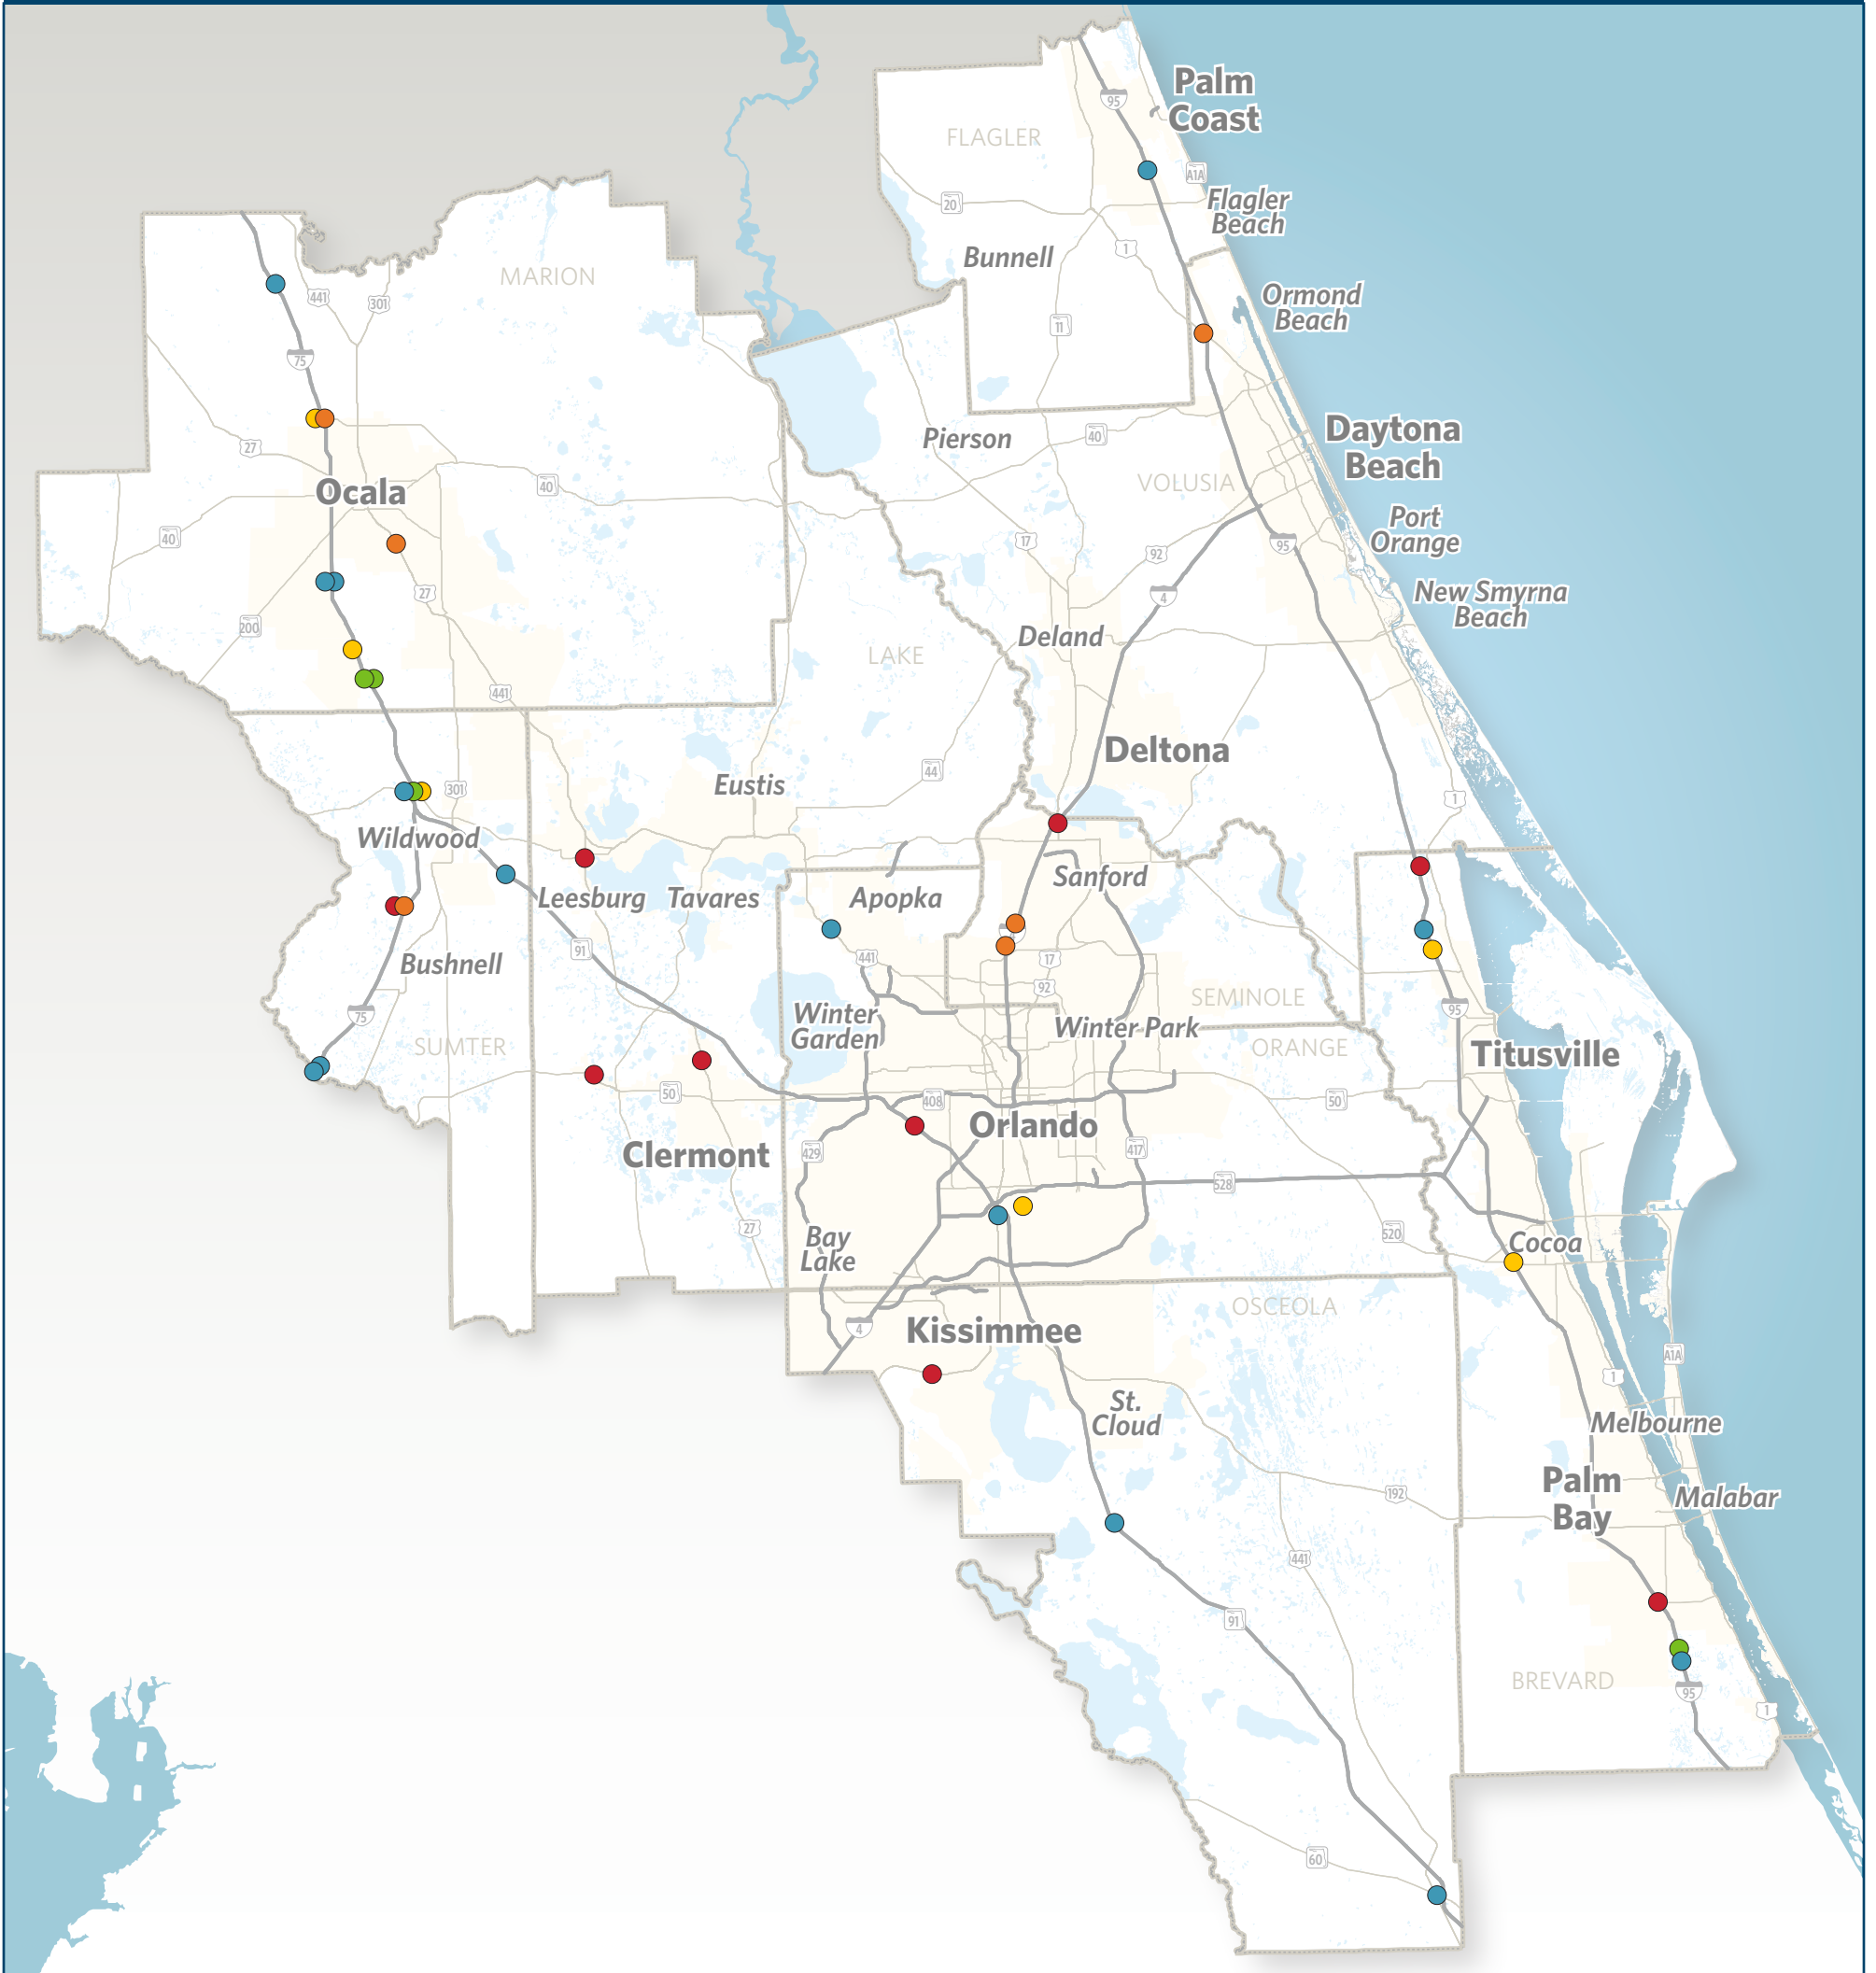 Palm
Coast
95
FLAGLER
A1A
20
Flagler
Beach
1
Bunnell
MARION
441
301
Ormond
Beach
11
75
Daytona
Beach
Pierson
40
27
VOLUSIA
Ocala
40
40
Port
Orange
17
92
95
27
4
New Smyrna
Beach
200
Deland
LAKE
441
Deltona
44
Eustis
301
1
Wildwood
Sanford
Leesburg
Tavares
Apopka
91
Bushnell
441
17
92
SEMINOLE
95
75
Winter
Garden
Winter Park
SUMTER
ORANGE
Titusville
50
408
50
Orlando
Clermont
429
417
528
27
520
Bay
Lake
Cocoa
OSCEOLA
4
Kissimmee
A1A
1
St.
Cloud
Melbourne
Palm
Bay
192
Malabar
441
91
BREVARD
95
1
60